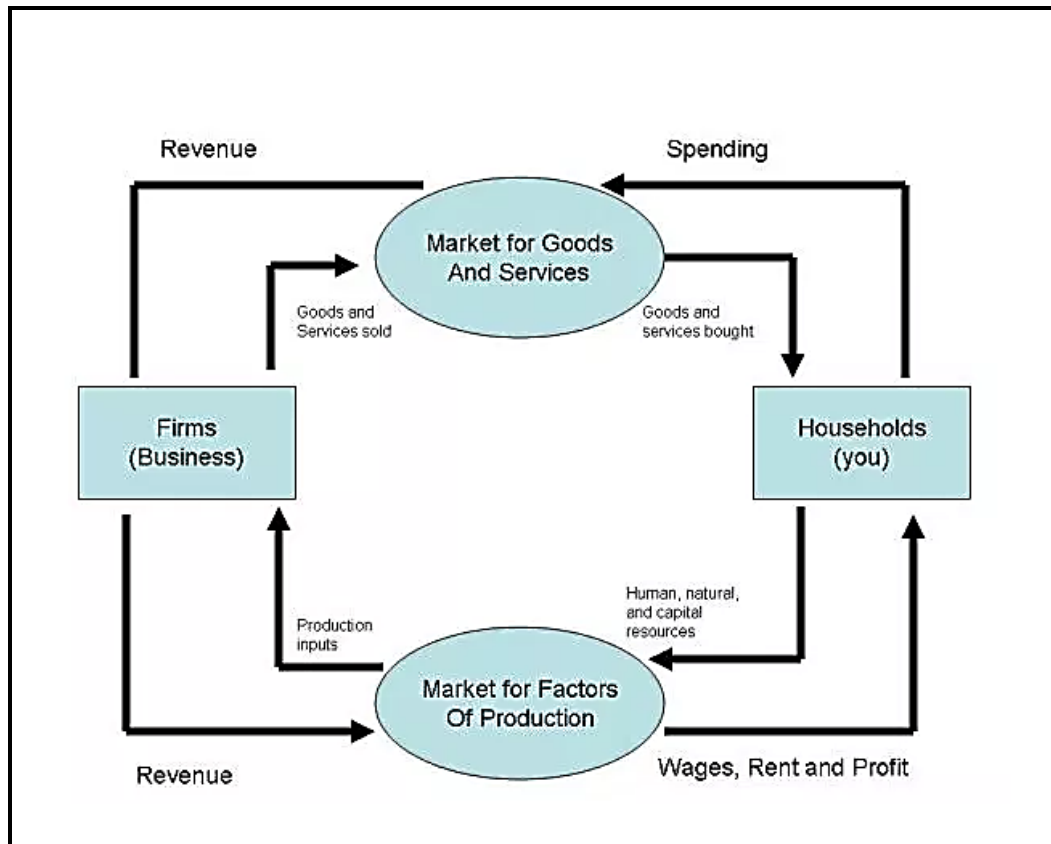 Revenue
Spending
Market for Goods
And Services
Goods and
Services sold
Goods and
services bought
Firms
(Business)
Households
(you)
Human, natural,
and capital
resources
Production
inputs
Market for Factors
Of Production
Revenue
Wages, Rent and Profit